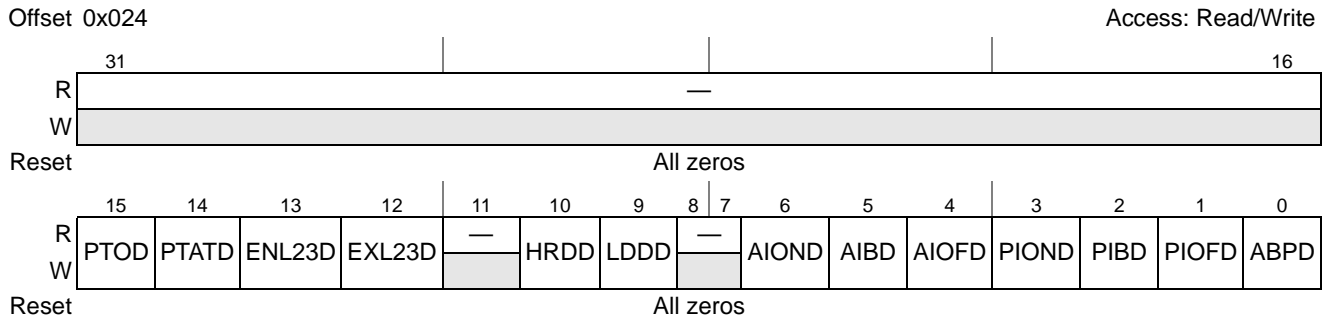 Offset 0x024 Access: Read/Write
31 16
R —
W
Reset All zeros
15 14 13 12 11 10 9 8 7 6 5 4 3 2 1 0
R PTOD PTATD ENL23D EXL23D — HRDD LDDD — AIOND AIBD AIOFD PIOND PIBD PIOFD ABPD
W
Reset All zeros